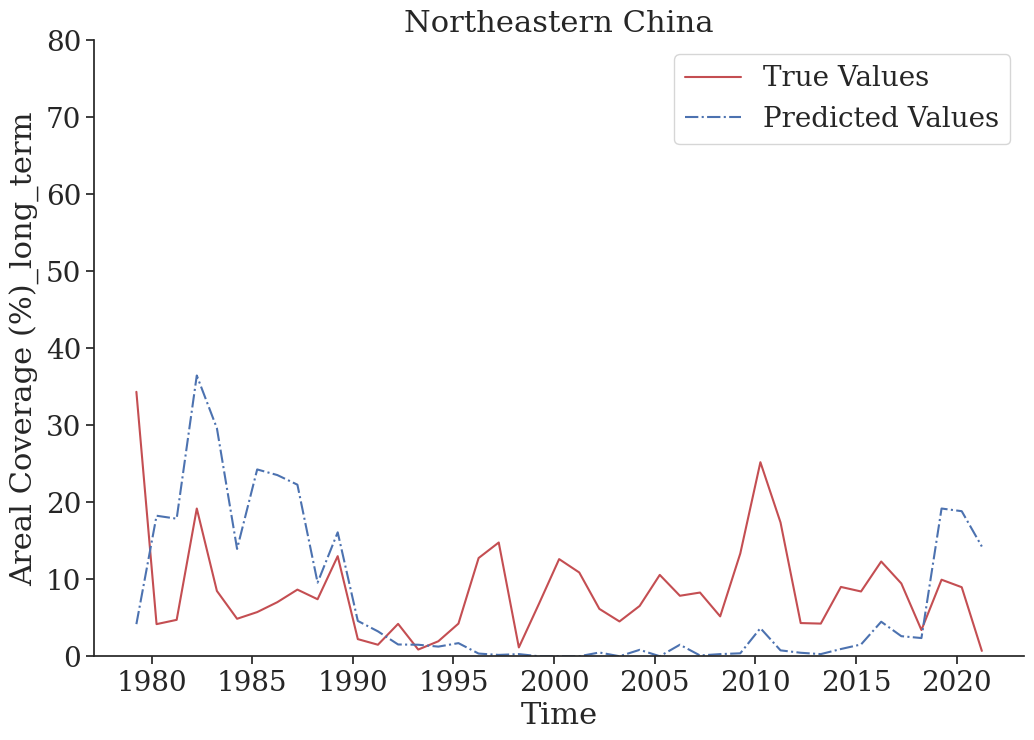 Northeastern China
True Values
Predicted Values
Areal Coverage (%)_long_term
80
70
60
50
40
30
20
10
0
1980 1985 1990 1995 2000 2005 2010 2015 2020
Time